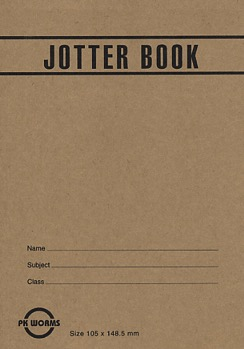 JOTTER BOOK
Name
Subject
Class
PK WORMS
Size 105 x 148.5 mm